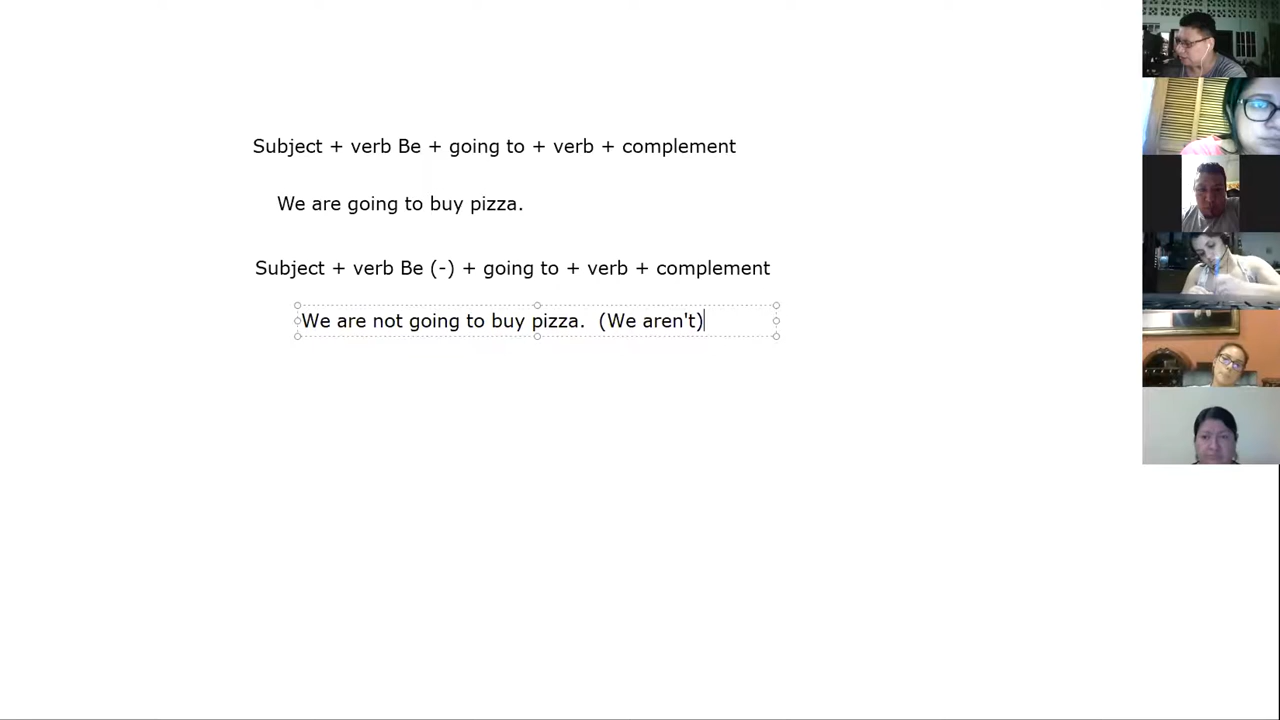 Subject + verb Be + going to + verb + complement
We are going to buy pizza.
Subject + verb Be (-) + going to + verb + complement
We are not going to buy pizza.  (We aren't)